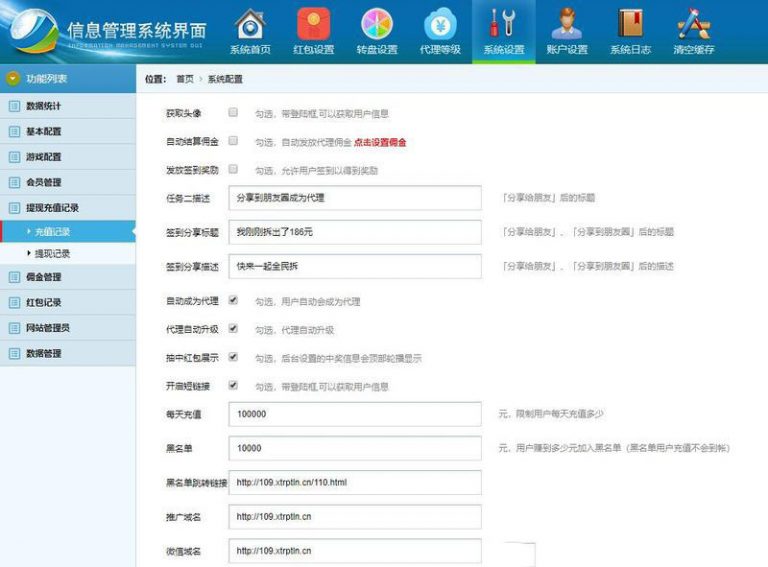 信息管理系统界面
INFORMATION MANAGEMENT SYSTEM GUI
系统首页 红包设置 转盘设置 代理等级 系统设置 账户设置 系统日志 清空缓存
功能列表
位置： 首页 › 系统配置
数据统计
基本配置
游戏配置
会员管理
提现充值记录
充值记录
提现记录
佣金管理
红包记录
网站管理员
数据管理
获取头像 勾选，带登陆框,可以获取用户信息
自动结算佣金 勾选，自动发放代理佣金 点击设置佣金
发放签到奖励 勾选，允许用户签到以得到奖励
任务二描述 分享到朋友圈成为代理 「分享给朋友」后的标题
签到分享标题 我刚刚拆出了186元 「分享给朋友」，「分享到朋友圈」后的标题
签到分享描述 快来一起全民拆 「分享给朋友」，「分享到朋友圈」后的描述
自动成为代理 勾选，用户自动会成为代理
代理自动升级 勾选，代理自动升级
抽中红包展示 勾选，后台设置的中奖信息会顶部轮播显示
开启短链接 勾选，带登陆框,可以获取用户信息
每天充值 100000 元，限制用户每天充值多少
黑名单 10000 元，用户赚到多少元加入黑名单（黑名单用户充值不会到帐）
黑名单跳转链接 http://109.xtrptln.cn/110.html
推广域名 http://109.xtrptln.cn
微信域名 http://109.xtrptln.cn